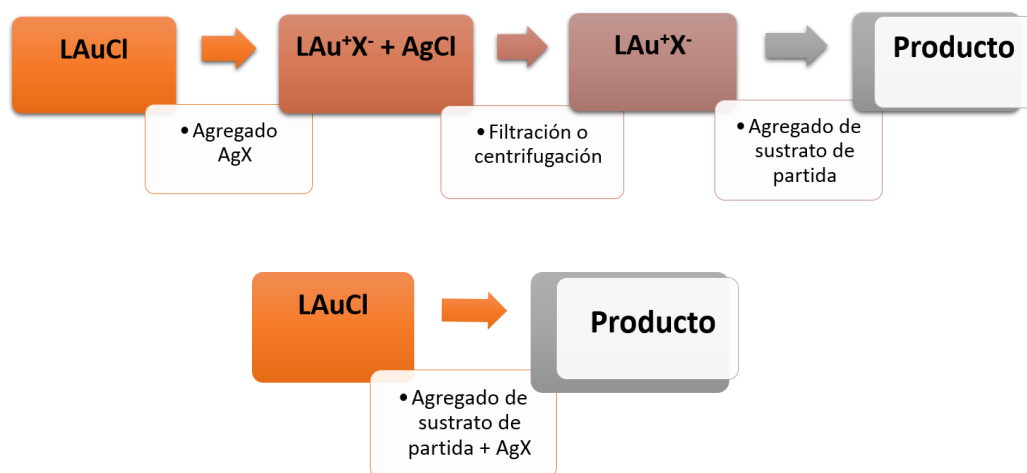 LAuCl
LAu⁺X⁻ + AgCl
LAu⁺X⁻
Producto
• Agregado
AgX
• Filtración o
centrifugación
• Agregado de
sustrato de
partida
LAuCl
Producto
• Agregado de
sustrato de
partida + AgX